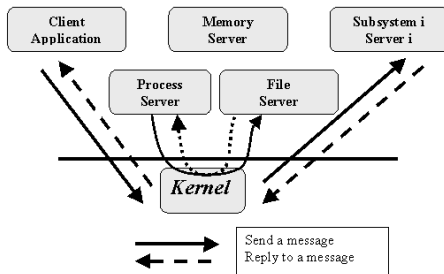 Client
Application
Memory
Server
Subsystem i
Server i
Process
Server
File
Server
Kernel
Send a message
Reply to a message